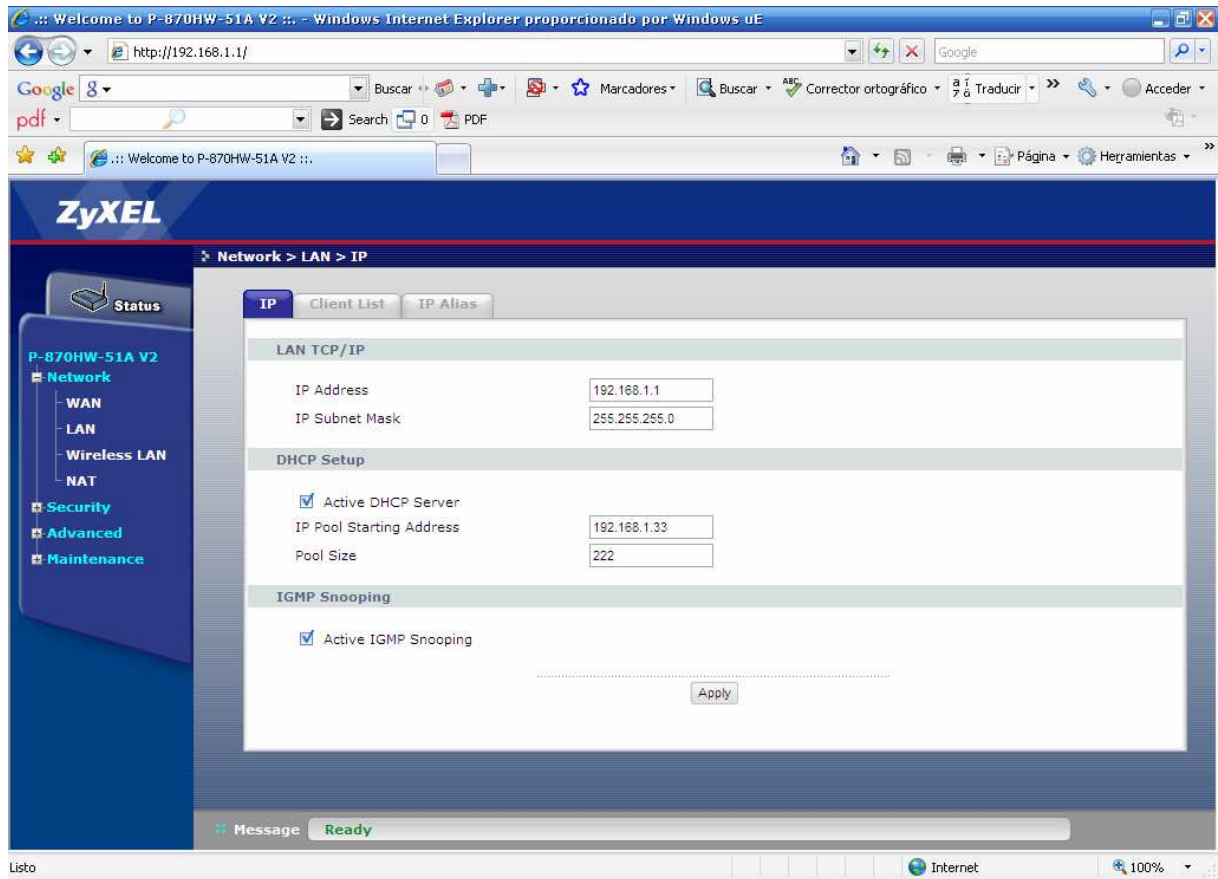 .:: Welcome to P-870HW-51A V2 ::. - Windows Internet Explorer proporcionado por Windows uE
http://192.168.1.1/
Google
Google
Buscar
Marcadores
Buscar
ABC
Corrector ortográfico
Traducir
Acceder
pdf
Search
0
PDF
.:: Welcome to P-870HW-51A V2 ::.
Página
Herramientas
ZyXEL
Network > LAN > IP
Status
IP
Client List
IP Alias
P-870HW-51A V2
Network
WAN
LAN
Wireless LAN
NAT
Security
Advanced
Maintenance
LAN TCP/IP
IP Address 192.168.1.1
IP Subnet Mask 255.255.255.0
DHCP Setup
Active DHCP Server
IP Pool Starting Address 192.168.1.33
Pool Size 222
IGMP Snooping
Active IGMP Snooping
Apply
Message Ready
Listo
Internet
100%